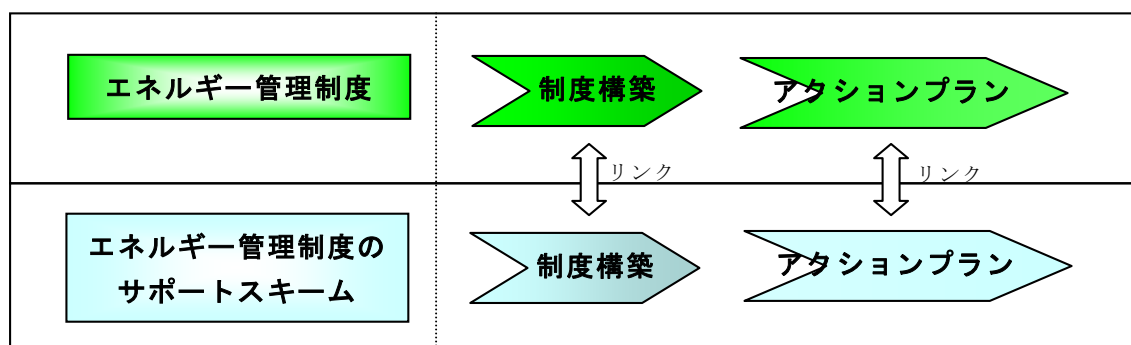 エネルギー管理制度
制度構築
アクションプラン
リンク
リンク
エネルギー管理制度の
サポートスキーム
制度構築
アクションプラン